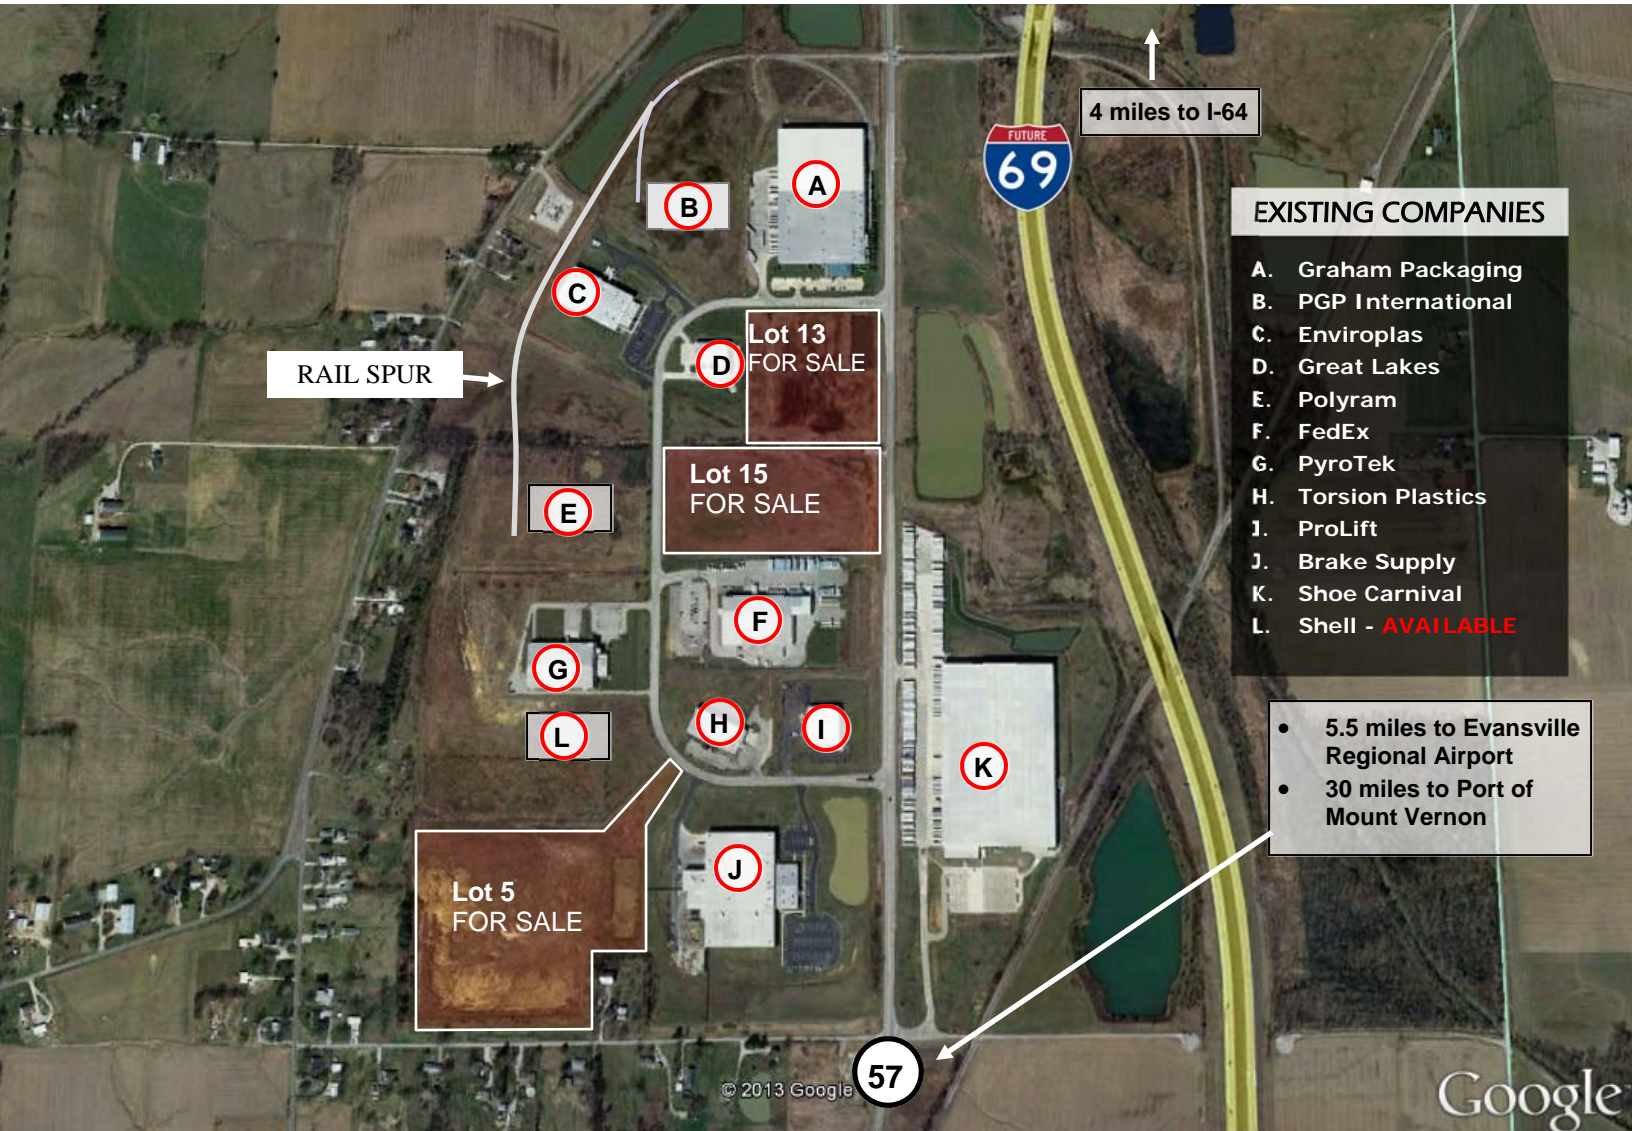 FUTURE
69
4 miles to I-64
EXISTING COMPANIES
A. Graham Packaging
B. PGP International
C. Enviroplas
D. Great Lakes
E. Polyram
F. FedEx
G. PyroTek
H. Torsion Plastics
I. ProLift
J. Brake Supply
K. Shoe Carnival
L. Shell - AVAILABLE
A
B
C
D
Lot 13
FOR SALE
RAIL SPUR
Lot 15
FOR SALE
E
F
G
H
I
L
K
• 5.5 miles to Evansville
Regional Airport
• 30 miles to Port of
Mount Vernon
J
Lot 5
FOR SALE
57
© 2013 Google
Google